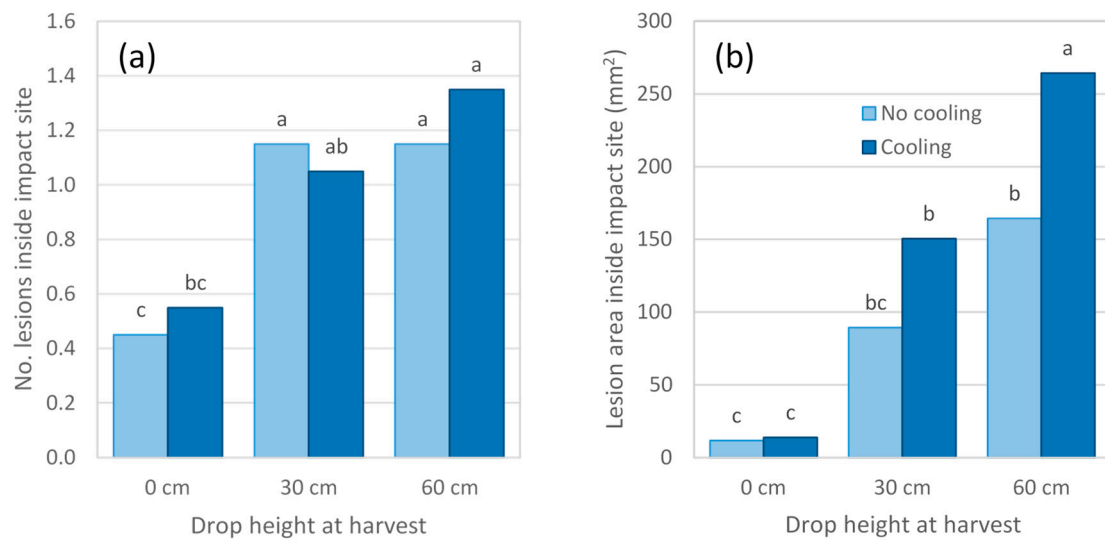 (a)
No. lesions inside impact site
1.6
1.4
1.2
1.0
0.8
0.6
0.4
0.2
0.0
c
bc
a
ab
a
a
0 cm
30 cm
60 cm
Drop height at harvest
(b)
Lesion area inside impact site (mm²)
300
250
200
150
100
50
0
No cooling
Cooling
c
c
bc
b
b
a
0 cm
30 cm
60 cm
Drop height at harvest